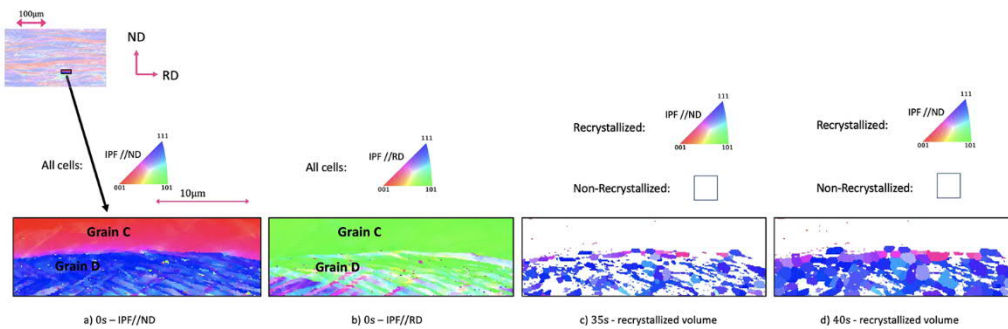 100µm
ND
RD
111
IPF //ND
All cells:
001
101
10µm
111
IPF //RD
All cells:
001
101
111
IPF //ND
Recrystallized:
001
101
Non-Recrystallized:
111
IPF //ND
Recrystallized:
001
101
Non-Recrystallized:
Grain C
Grain D
Grain C
Grain D
a) 0s – IPF//ND
b) 0s – IPF//RD
c) 35s - recrystallized volume
d) 40s - recrystallized volume